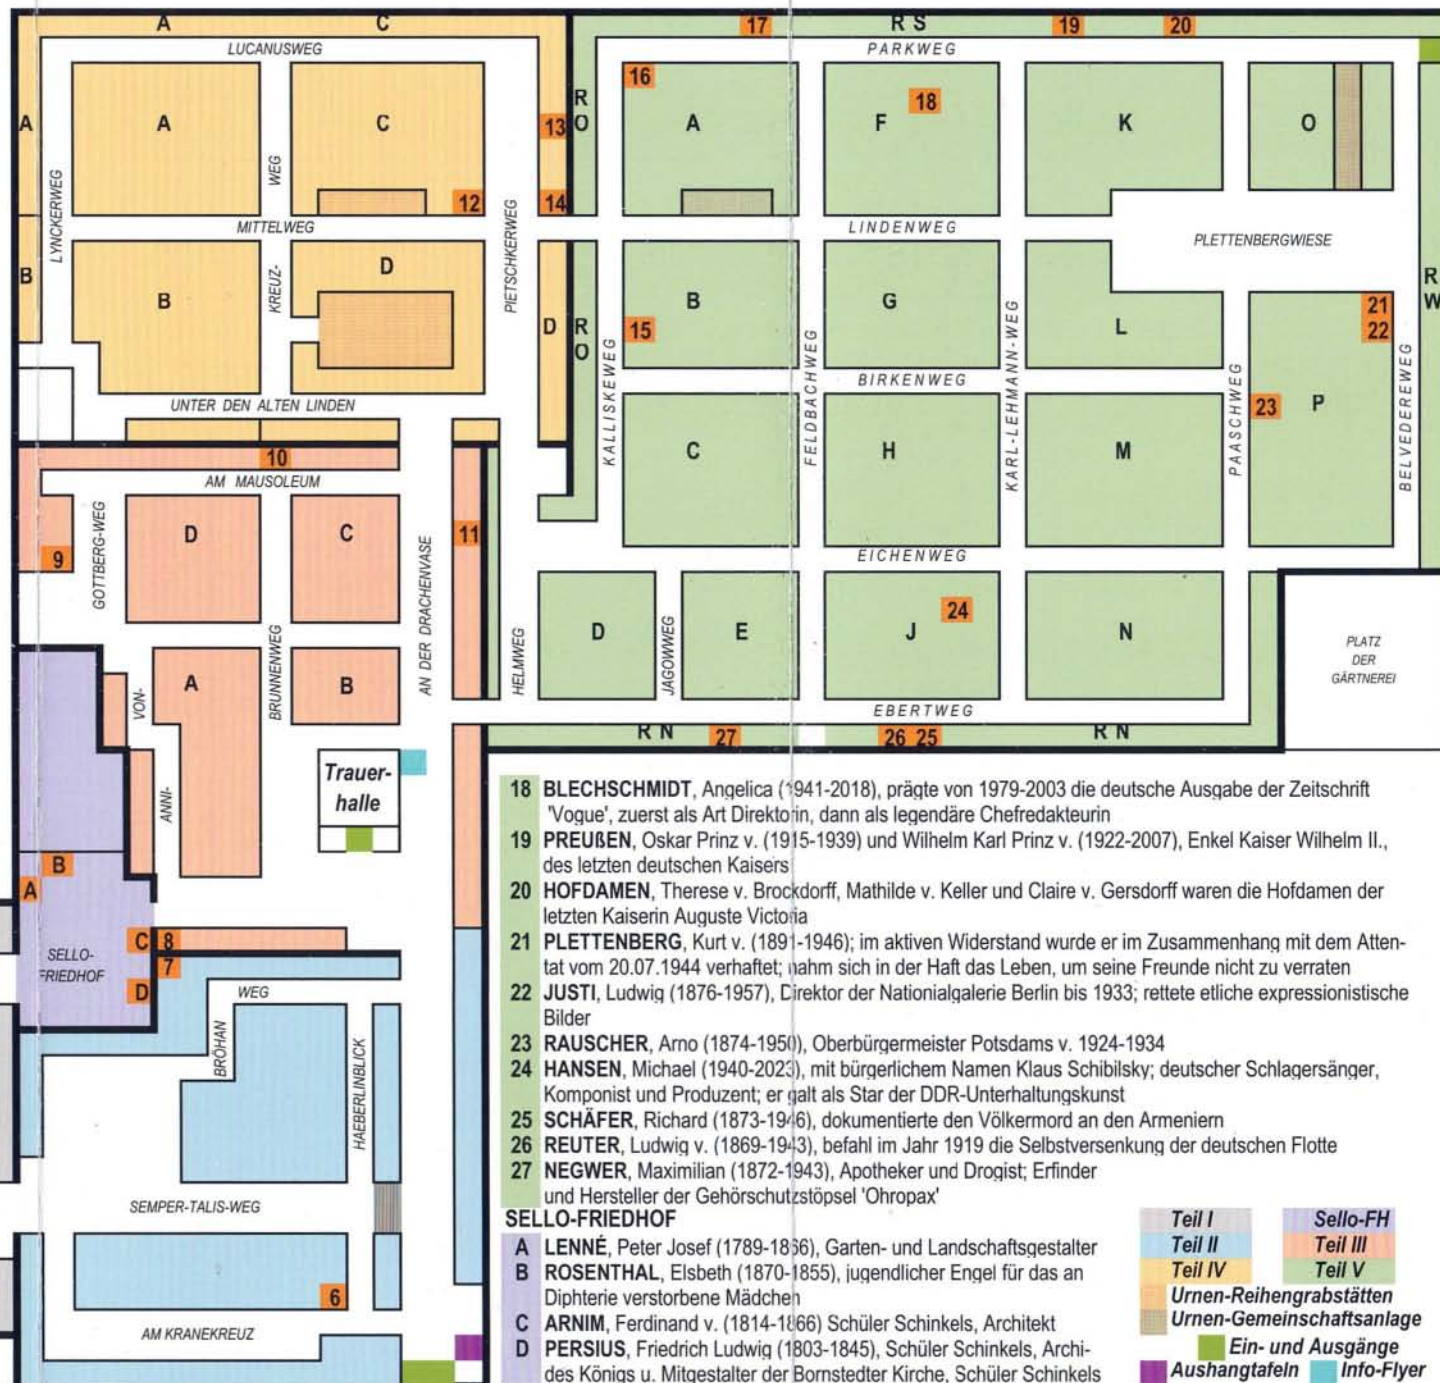 A C
LUCANUSWEG
A A C 13
LYNCKERWEG
WEG
12 14
MITTELWEG
B B
KREUZ-
D
PIETSCHKERWEG
D
UNTER DEN ALTEN LINDEN
17 R S 19 20
PARKWEG
R
O
16
A
F 18
K
O
LINDENWEG
PLETTENBERGWIESE
R
W
R
O
B
15
G
L
21
22
KALLISKEWEG
FELDBACHWEG
KARL-LEHMANN-WEG
PAASCHWEG
BELVEDEREWEG
BIRKENWEG
23 P
C
H
M
EICHENWEG
D
JAGOWWEG
E
J 24
N
PLATZ
DER
GÄRTNEREI
HELMWEG
EBERTWEG
R N 27 26 25 R N
10
AM MAUSOLEUM
9
GOTTBERG-WEG
D
C
11
AN DER DRACHENVASE
VON-
A
BRUNNENWEG
B
ANNI-
Trauer-
halle
B
A
C 8
SELLO-
FRIEDHOF
7
D
WEG
BRÖHAN
HAEBERLINBLICK
SEMPER-TALIS-WEG
6
AM KRANEKREUZ
18 BLECHSCHMIDT, Angelica (1941-2018), prägte von 1979-2003 die deutsche Ausgabe der Zeitschrift
'Vogue', zuerst als Art Direktorin, dann als legendäre Chefredakteurin
19 PREUßEN, Oskar Prinz v. (1915-1939) und Wilhelm Karl Prinz v. (1922-2007), Enkel Kaiser Wilhelm II.,
des letzten deutschen Kaisers
20 HOFDAMEN, Therese v. Brockdorff, Mathilde v. Keller und Claire v. Gersdorff waren die Hofdamen der
letzten Kaiserin Auguste Victoria
21 PLETTENBERG, Kurt v. (1891-1946); im aktiven Widerstand wurde er im Zusammenhang mit dem Atten-
tat vom 20.07.1944 verhaftet; nahm sich in der Haft das Leben, um seine Freunde nicht zu verraten
22 JUSTI, Ludwig (1876-1957), Direktor der Nationialgalerie Berlin bis 1933; rettete etliche expressionistische
Bilder
23 RAUSCHER, Arno (1874-1950), Oberbürgermeister Potsdams v. 1924-1934
24 HANSEN, Michael (1940-2023), mit bürgerlichem Namen Klaus Schibilsky; deutscher Schlagersänger,
Komponist und Produzent; er galt als Star der DDR-Unterhaltungskunst
25 SCHÄFER, Richard (1873-1946), dokumentierte den Völkermord an den Armeniern
26 REUTER, Ludwig v. (1869-1943), befahl im Jahr 1919 die Selbstversenkung der deutschen Flotte
27 NEGWER, Maximilian (1872-1943), Apotheker und Drogist; Erfinder
und Hersteller der Gehörschutzstöpsel 'Ohropax'
SELLO-FRIEDHOF
A LENNÉ, Peter Josef (1789-1866), Garten- und Landschaftsgestalter
B ROSENTHAL, Elsbeth (1870-1855), jugendlicher Engel für das an
Diphterie verstorbene Mädchen
C ARNIM, Ferdinand v. (1814-1866) Schüler Schinkels, Architekt
D PERSIUS, Friedrich Ludwig (1803-1845), Schüler Schinkels, Archi-
des Königs u. Mitgestalter der Bornstedter Kirche, Schüler Schinkels
Teil I Sello-FH
Teil II Teil III
Teil IV Teil V
Urnen-Reihengrabstätten
Urnen-Gemeinschaftsanlage
Ein- und Ausgänge
Aushangtafeln Info-Flyer